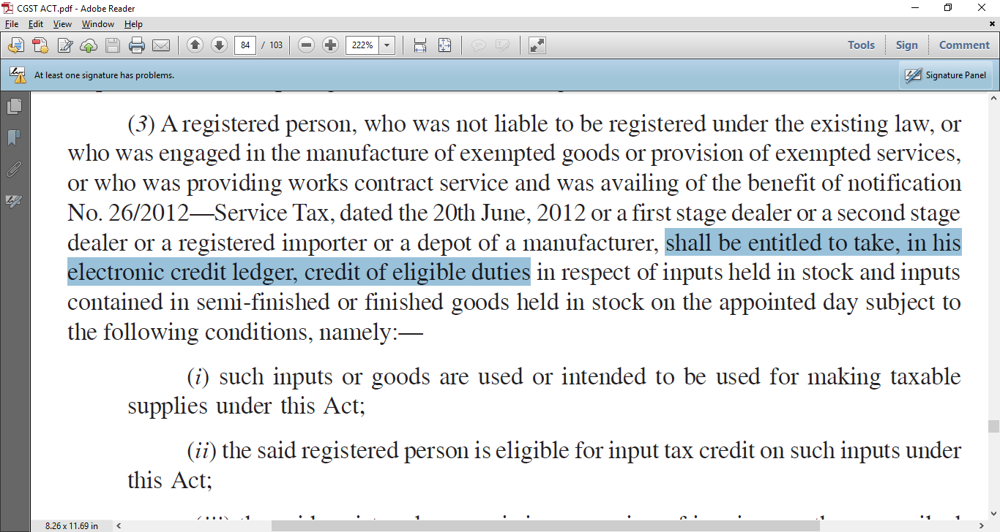 CGST ACT.pdf - Adobe Reader
File Edit View Window Help
84 / 103 222% Tools Sign Comment
At least one signature has problems. Signature Panel
(3) A registered person, who was not liable to be registered under the existing law, or
who was engaged in the manufacture of exempted goods or provision of exempted services,
or who was providing works contract service and was availing of the benefit of notification
No. 26/2012—Service Tax, dated the 20th June, 2012 or a first stage dealer or a second stage
dealer or a registered importer or a depot of a manufacturer, shall be entitled to take, in his
electronic credit ledger, credit of eligible duties in respect of inputs held in stock and inputs
contained in semi-finished or finished goods held in stock on the appointed day subject to
the following conditions, namely:—
(i) such inputs or goods are used or intended to be used for making taxable
supplies under this Act;
(ii) the said registered person is eligible for input tax credit on such inputs under
this Act;
8.26 x 11.69 in